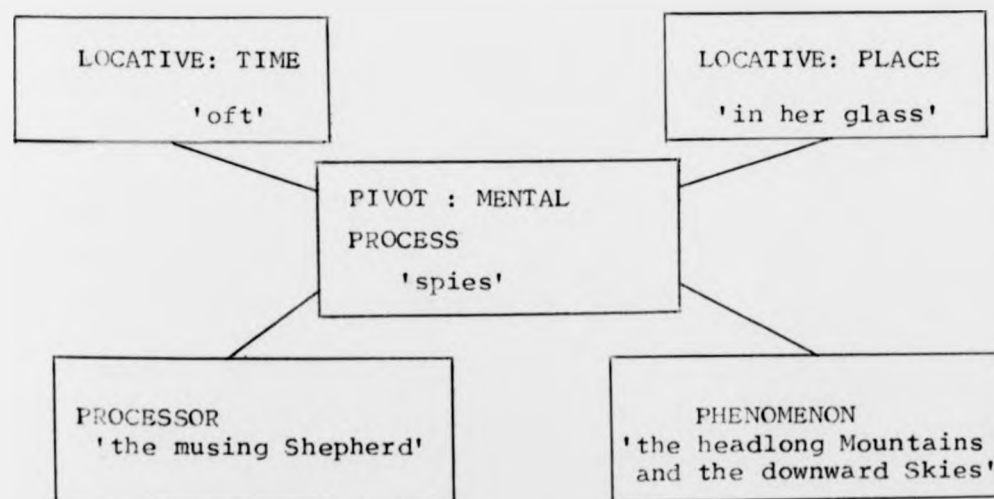 LOCATIVE: TIME
'oft'
LOCATIVE: PLACE
'in her glass'
PIVOT : MENTAL
PROCESS
'spies'
PROCESSOR
'the musing Shepherd'
PHENOMENON
'the headlong Mountains
and the downward Skies'